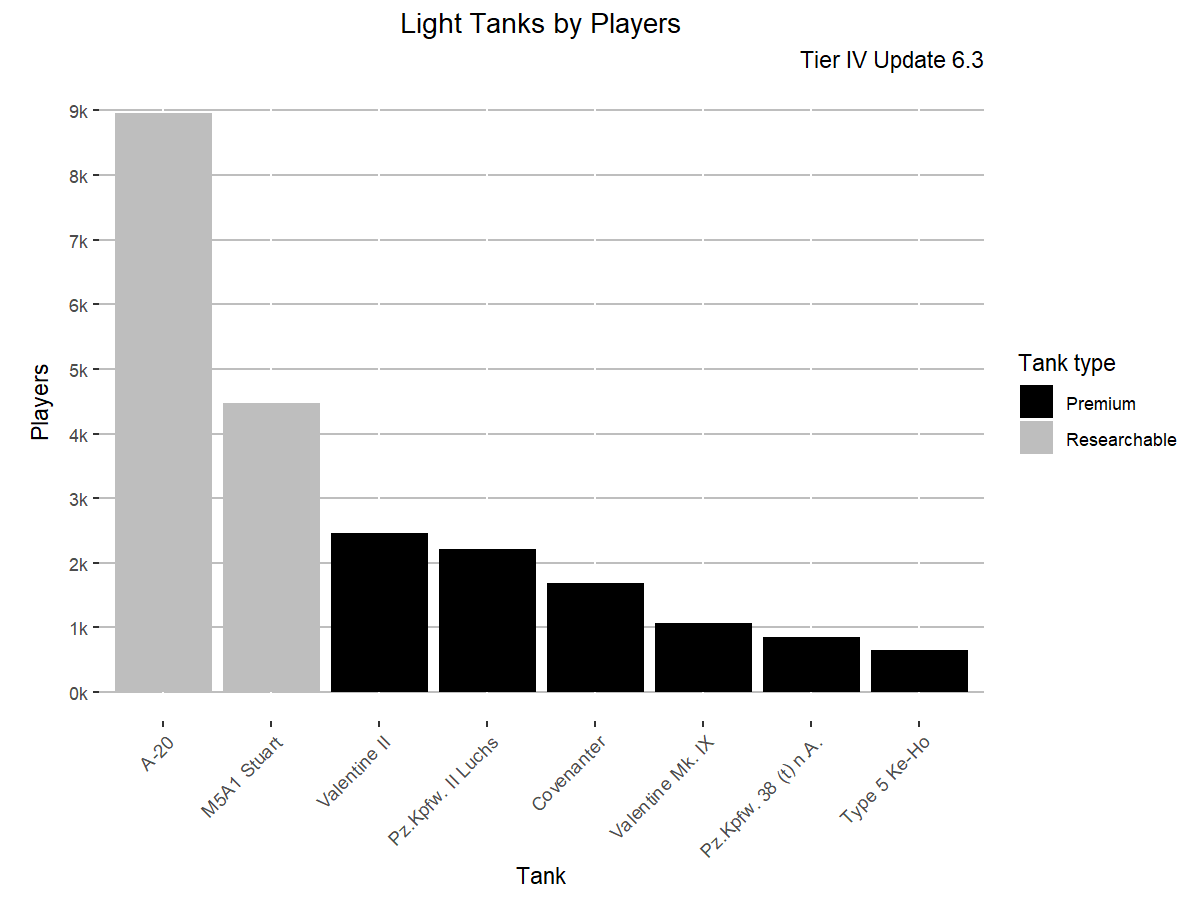 Light Tanks by Players
Tier IV Update 6.3
9k
8k
7k
6k
5k
4k
3k
2k
1k
0k
Players
A-20
M5A1 Stuart
Valentine II
Pz.Kpfw. II Luchs
Covenanter
Valentine Mk. IX
Pz.Kpfw. 38 (t) n.A.
Type 5 Ke-Ho
Tank
Tank type
Premium
Researchable